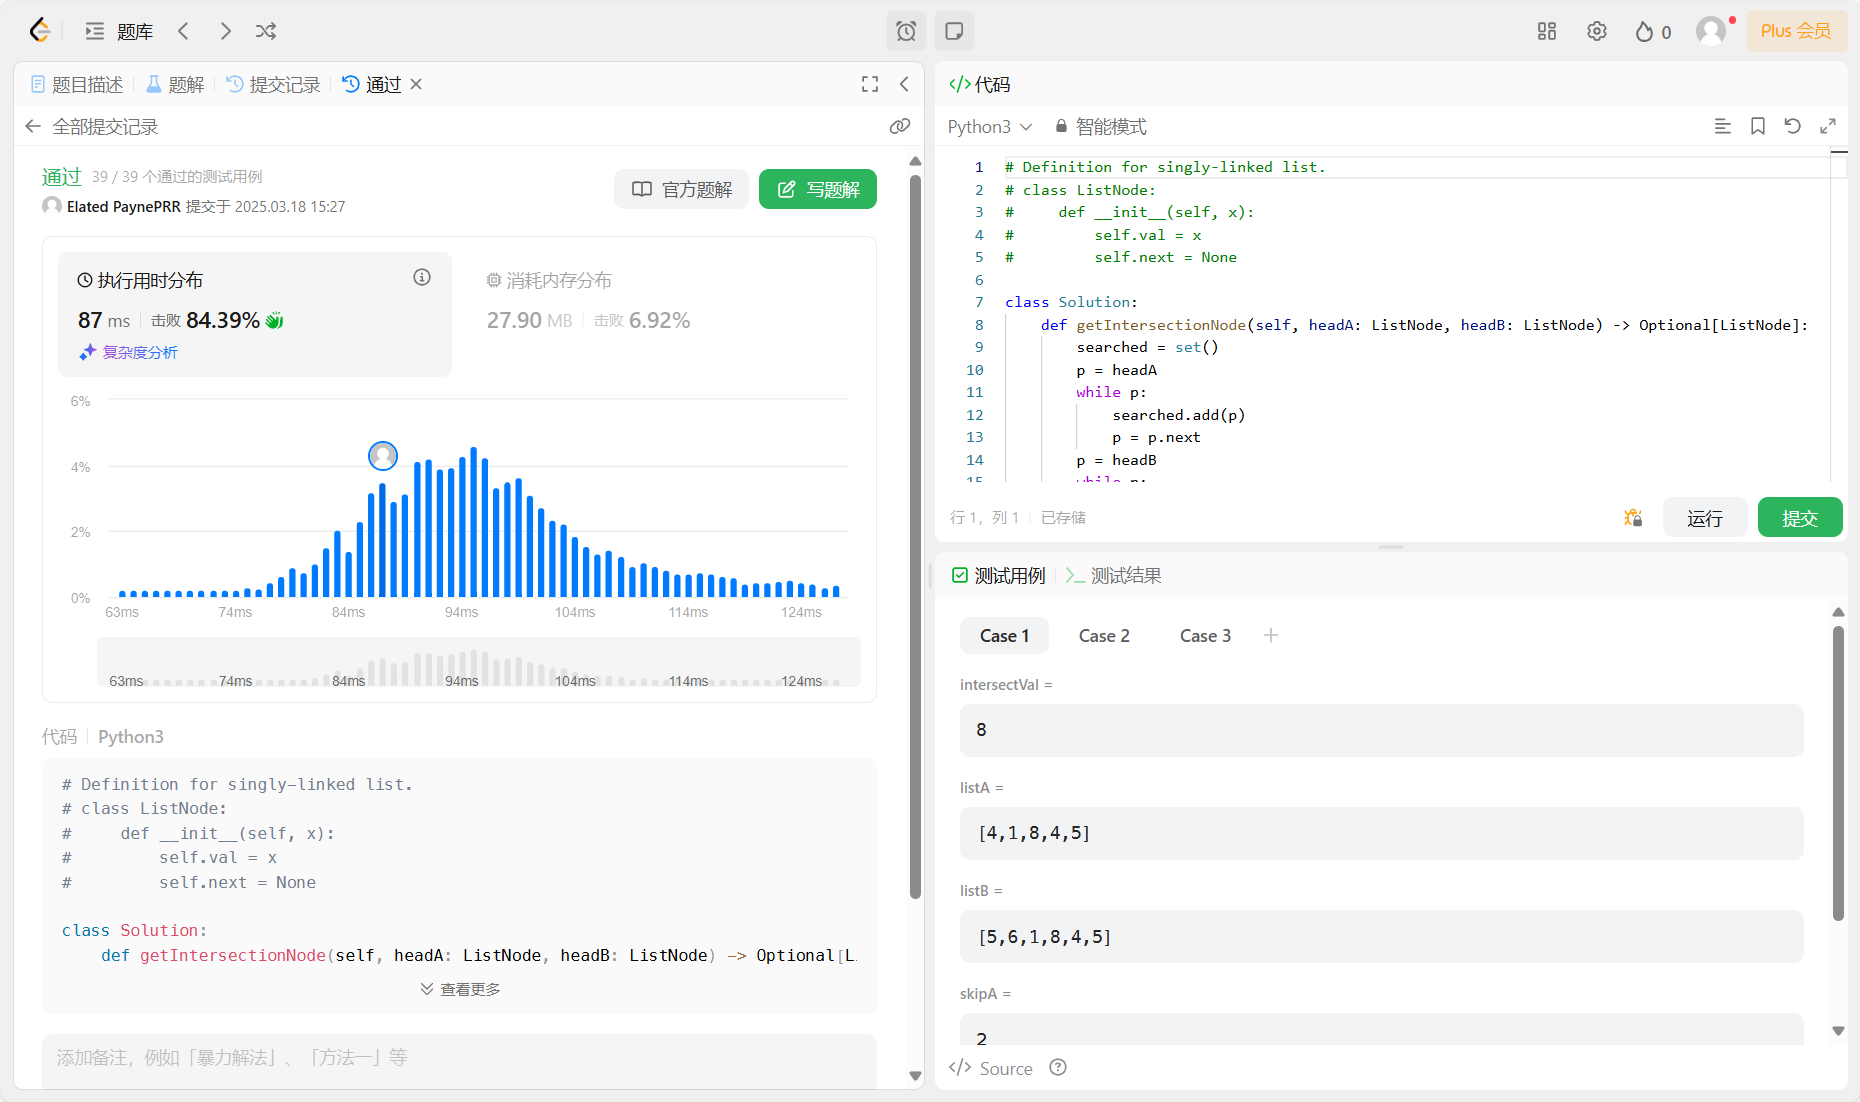 题库
0
Plus 会员
题目描述
题解
提交记录
通过
全部提交记录
通过 39 / 39 个通过的测试用例
Elated PaynePRR 提交于 2025.03.18 15:27
官方题解
写题解
执行用时分布
87 ms 击败 84.39%
复杂度分析
消耗内存分布
27.90 MB 击败 6.92%
6%
4%
2%
0%
63ms 74ms 84ms 94ms 104ms 114ms 124ms
63ms 74ms 84ms 94ms 104ms 114ms 124ms
代码 Python3
# Definition for singly-linked list.
# class ListNode:
#     def __init__(self, x):
#         self.val = x
#         self.next = None
class Solution:
    def getIntersectionNode(self, headA: ListNode, headB: ListNode) -> Optional[L
查看更多
添加备注，例如「暴力解法」、「方法一」等
代码
Python3 智能模式
1 # Definition for singly-linked list.
2 # class ListNode:
3 #     def __init__(self, x):
4 #         self.val = x
5 #         self.next = None
6
7 class Solution:
8     def getIntersectionNode(self, headA: ListNode, headB: ListNode) -> Optional[ListNode]:
9         searched = set()
10         p = headA
11         while p:
12             searched.add(p)
13             p = p.next
14         p = headB
15         while p:
行 1，列 1 已存储
运行
提交
测试用例
测试结果
Case 1 Case 2 Case 3
intersectVal =
8
listA =
[4,1,8,4,5]
listB =
[5,6,1,8,4,5]
skipA =
2
Source